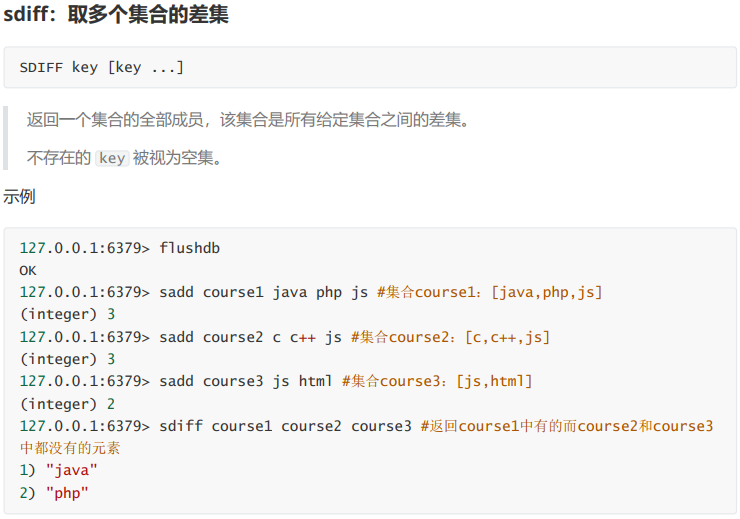 sdiff：取多个集合的差集
SDIFF key [key ...]
返回一个集合的全部成员，该集合是所有给定集合之间的差集。
不存在的 key 被视为空集。
示例
127.0.0.1:6379> flushdb
OK
127.0.0.1:6379> sadd course1 java php js #集合course1：[java,php,js]
(integer) 3
127.0.0.1:6379> sadd course2 c c++ js #集合course2：[c,c++,js]
(integer) 3
127.0.0.1:6379> sadd course3 js html #集合course3：[js,html]
(integer) 2
127.0.0.1:6379> sdiff course1 course2 course3 #返回course1中有的而course2和course3
中都没有的元素
1) "java"
2) "php"